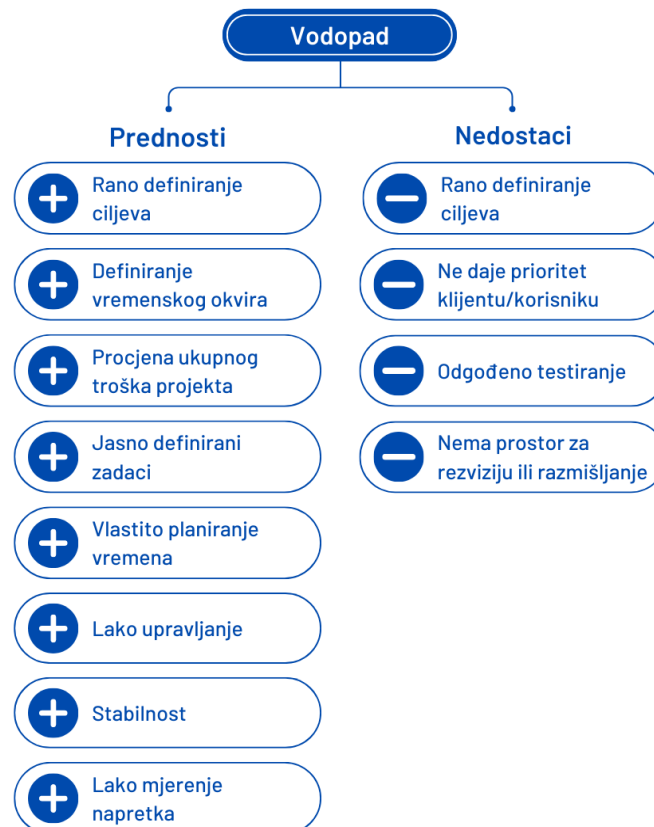 Vodopad
Prednosti
Rano definiranje
ciljeva
Definiranje
vremenskog okvira
Procjena ukupnog
troška projekta
Jasno definirani
zadaci
Vlastito planiranje
vremena
Lako upravljanje
Stabilnost
Lako mjerenje
napretka
Nedostaci
Rano definiranje
ciljeva
Ne daje prioritet
klijentu/korisniku
Odgođeno testiranje
Nema prostor za
rezviziju ili razmišljanje